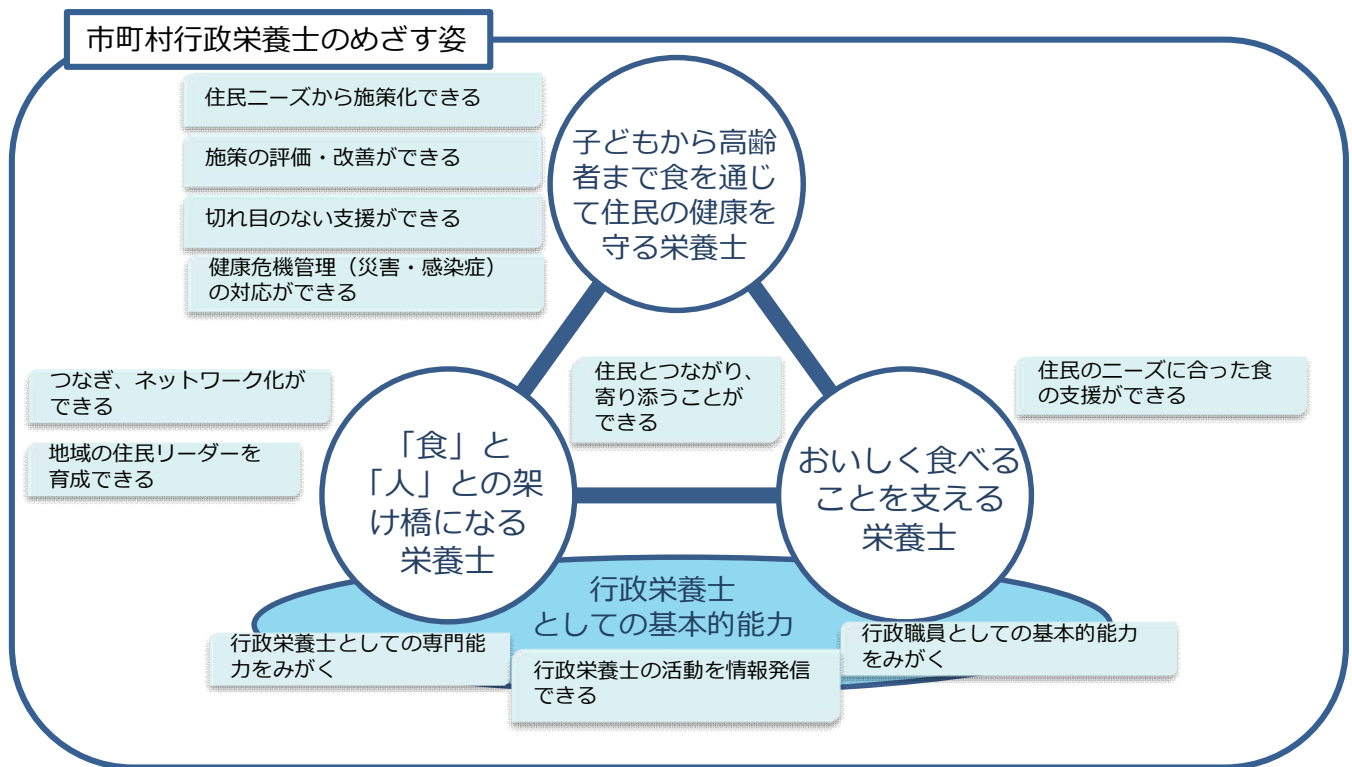 市町村行政栄養士のめざす姿
住民ニーズから施策化できる
施策の評価・改善ができる
切れ目のない支援ができる
健康危機管理（災害・感染症）
の対応ができる
子どもから高齢
者まで食を通じ
て住民の健康を
守る栄養士
つなぎ、ネットワーク化が
できる
地域の住民リーダーを
育成できる
「食」と
「人」との架
け橋になる
栄養士
住民とつながり、
寄り添うことが
できる
おいしく食べる
ことを支える
栄養士
住民のニーズに合った食
の支援ができる
行政栄養士
としての基本的能力
行政栄養士としての専門能
力をみがく
行政栄養士の活動を情報発信
できる
行政職員としての基本的能力
をみがく